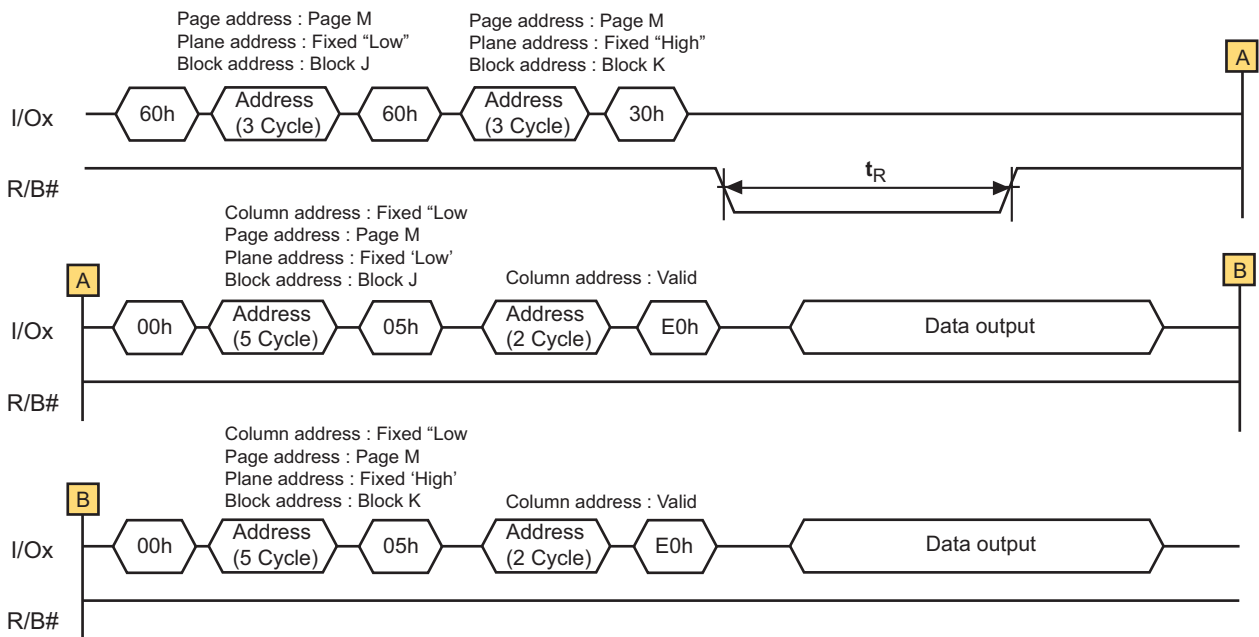 Page address : Page M
Plane address : Fixed “Low”
Block address : Block J
Page address : Page M
Plane address : Fixed “High”
Block address : Block K
A
I/Ox
60h
Address
(3 Cycle)
60h
Address
(3 Cycle)
30h
R/B#
tR
Column address : Fixed “Low
Page address : Page M
Plane address : Fixed ‘Low’
Block address : Block J
Column address : Valid
A
B
I/Ox
00h
Address
(5 Cycle)
05h
Address
(2 Cycle)
E0h
Data output
R/B#
Column address : Fixed “Low
Page address : Page M
Plane address : Fixed ‘High’
Block address : Block K
Column address : Valid
B
I/Ox
00h
Address
(5 Cycle)
05h
Address
(2 Cycle)
E0h
Data output
R/B#